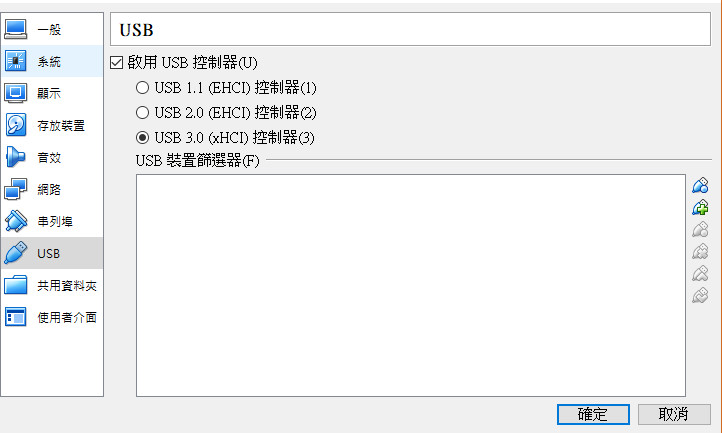 一般
系統
顯示
存放裝置
音效
網路
串列埠
USB
共用資料夾
使用者介面
USB
啟用 USB 控制器(U)
USB 1.1 (EHCI) 控制器(1)
USB 2.0 (EHCI) 控制器(2)
USB 3.0 (xHCI) 控制器(3)
USB 裝置篩選器(F)
確定
取消